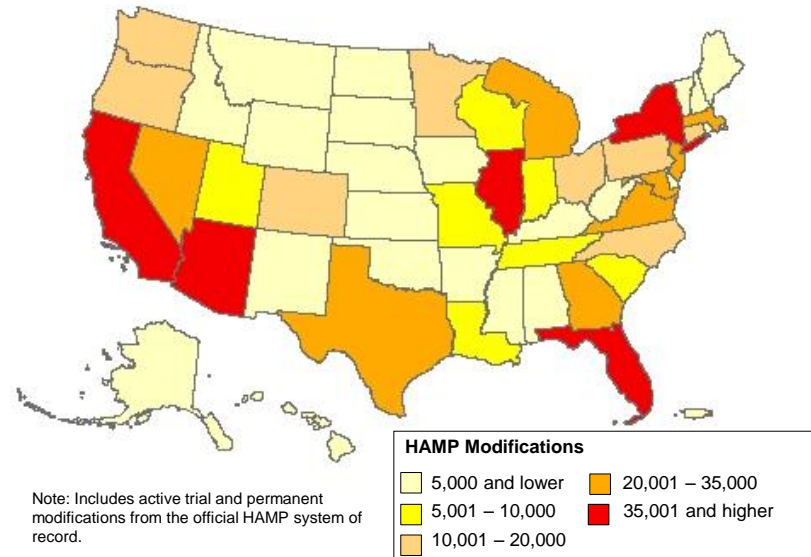 HAMP Modifications
5,000 and lower
20,001 – 35,000
5,001 – 10,000
35,001 and higher
10,001 – 20,000
Note: Includes active trial and permanent
modifications from the official HAMP system of
record.